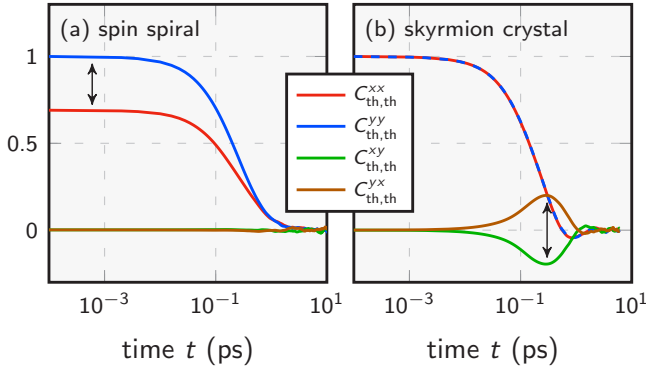 (a) spin spiral
(b) skyrmion crystal
1
0.5
0
C^{xx}_{th,th}
C^{yy}_{th,th}
C^{xy}_{th,th}
C^{yx}_{th,th}
10^{−3} 10^{−1} 10^{1}
10^{−3} 10^{−1} 10^{1}
time t (ps)
time t (ps)